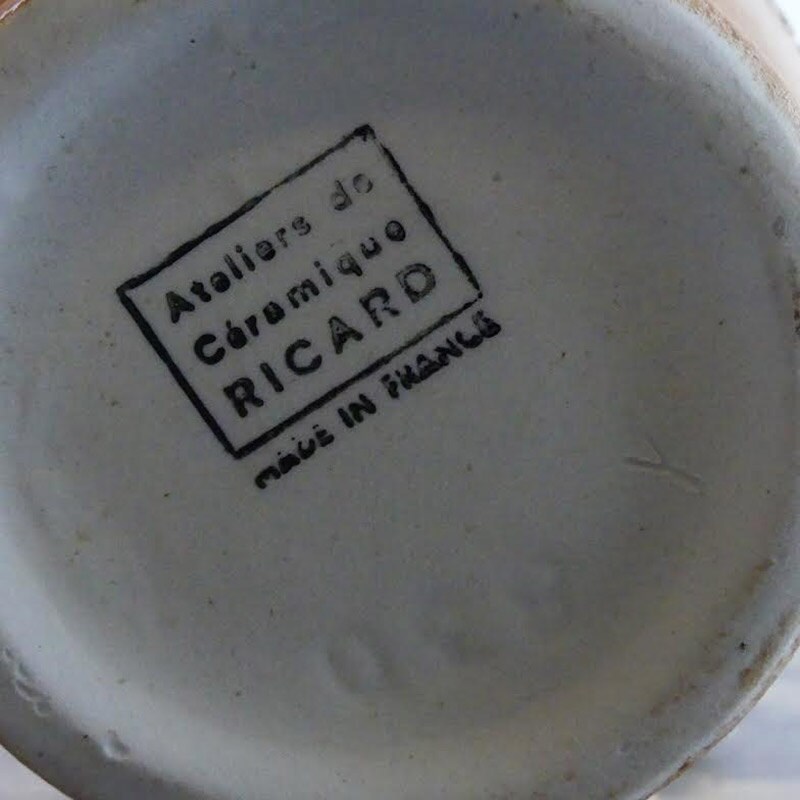 Ateliers de
Céramique
RICARD
MADE IN FRANCE
Y